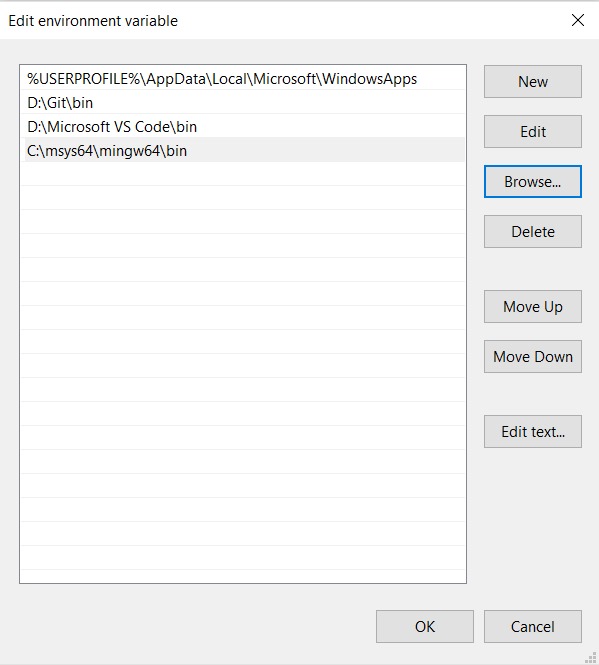 Edit environment variable
%USERPROFILE%\AppData\Local\Microsoft\WindowsApps
D:\Git\bin
D:\Microsoft VS Code\bin
C:\msys64\mingw64\bin
New
Edit
Browse...
Delete
Move Up
Move Down
Edit text...
OK
Cancel